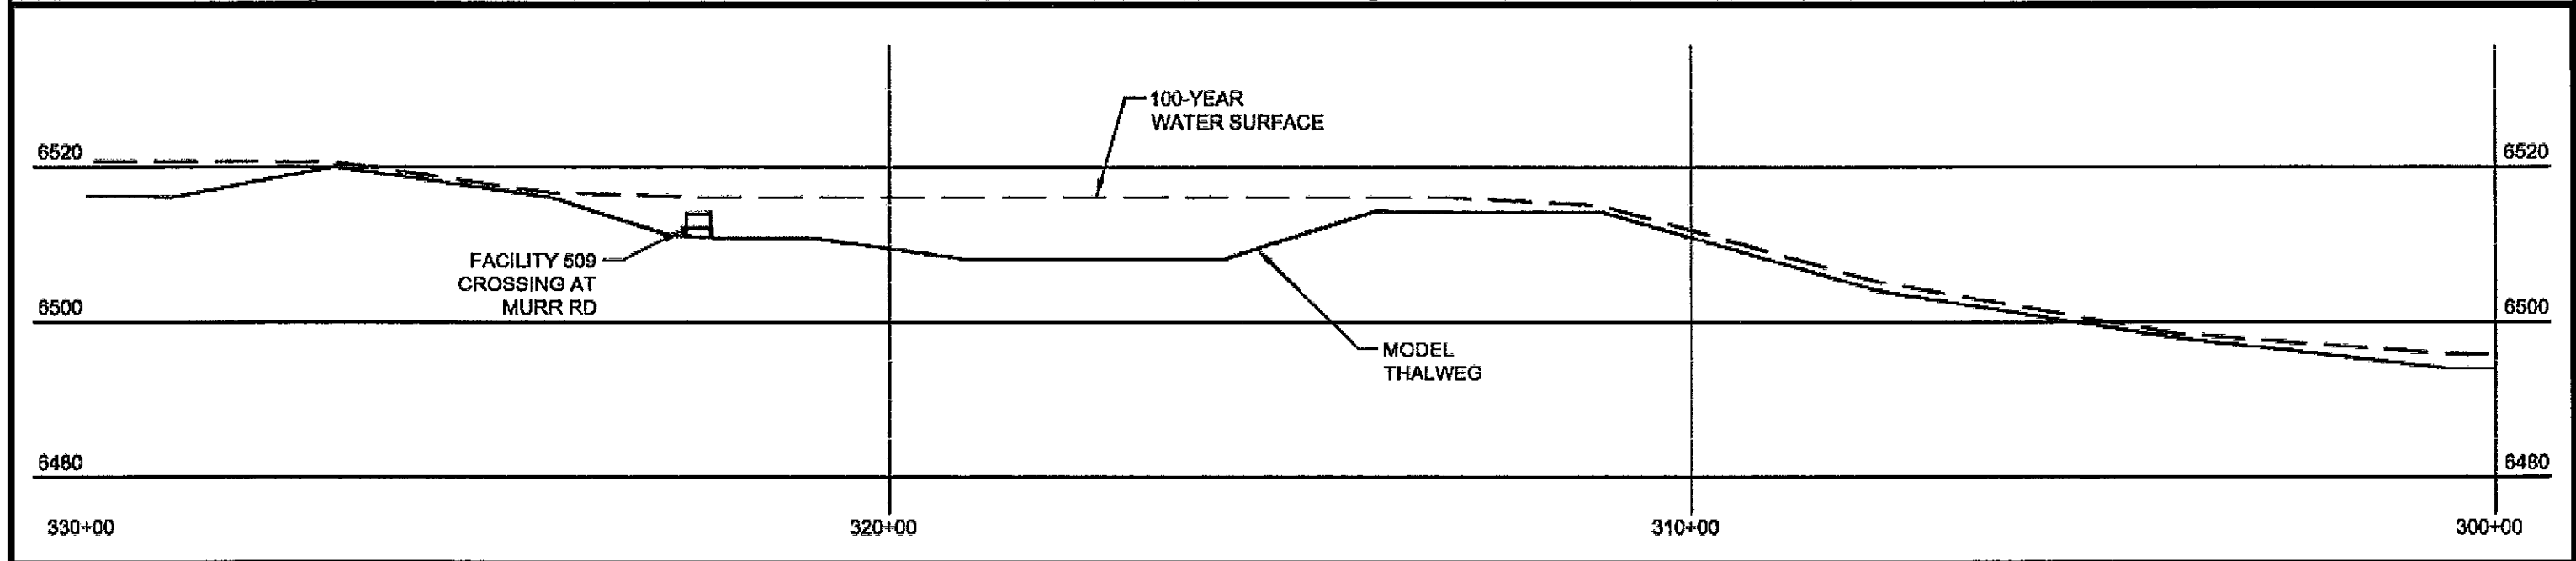 100-YEAR
WATER SURFACE
6520
6520
FACILITY 509
CROSSING AT
MURR RD
6500
6500
MODEL
THALWEG
6480
6480
330+00
320+00
310+00
300+00